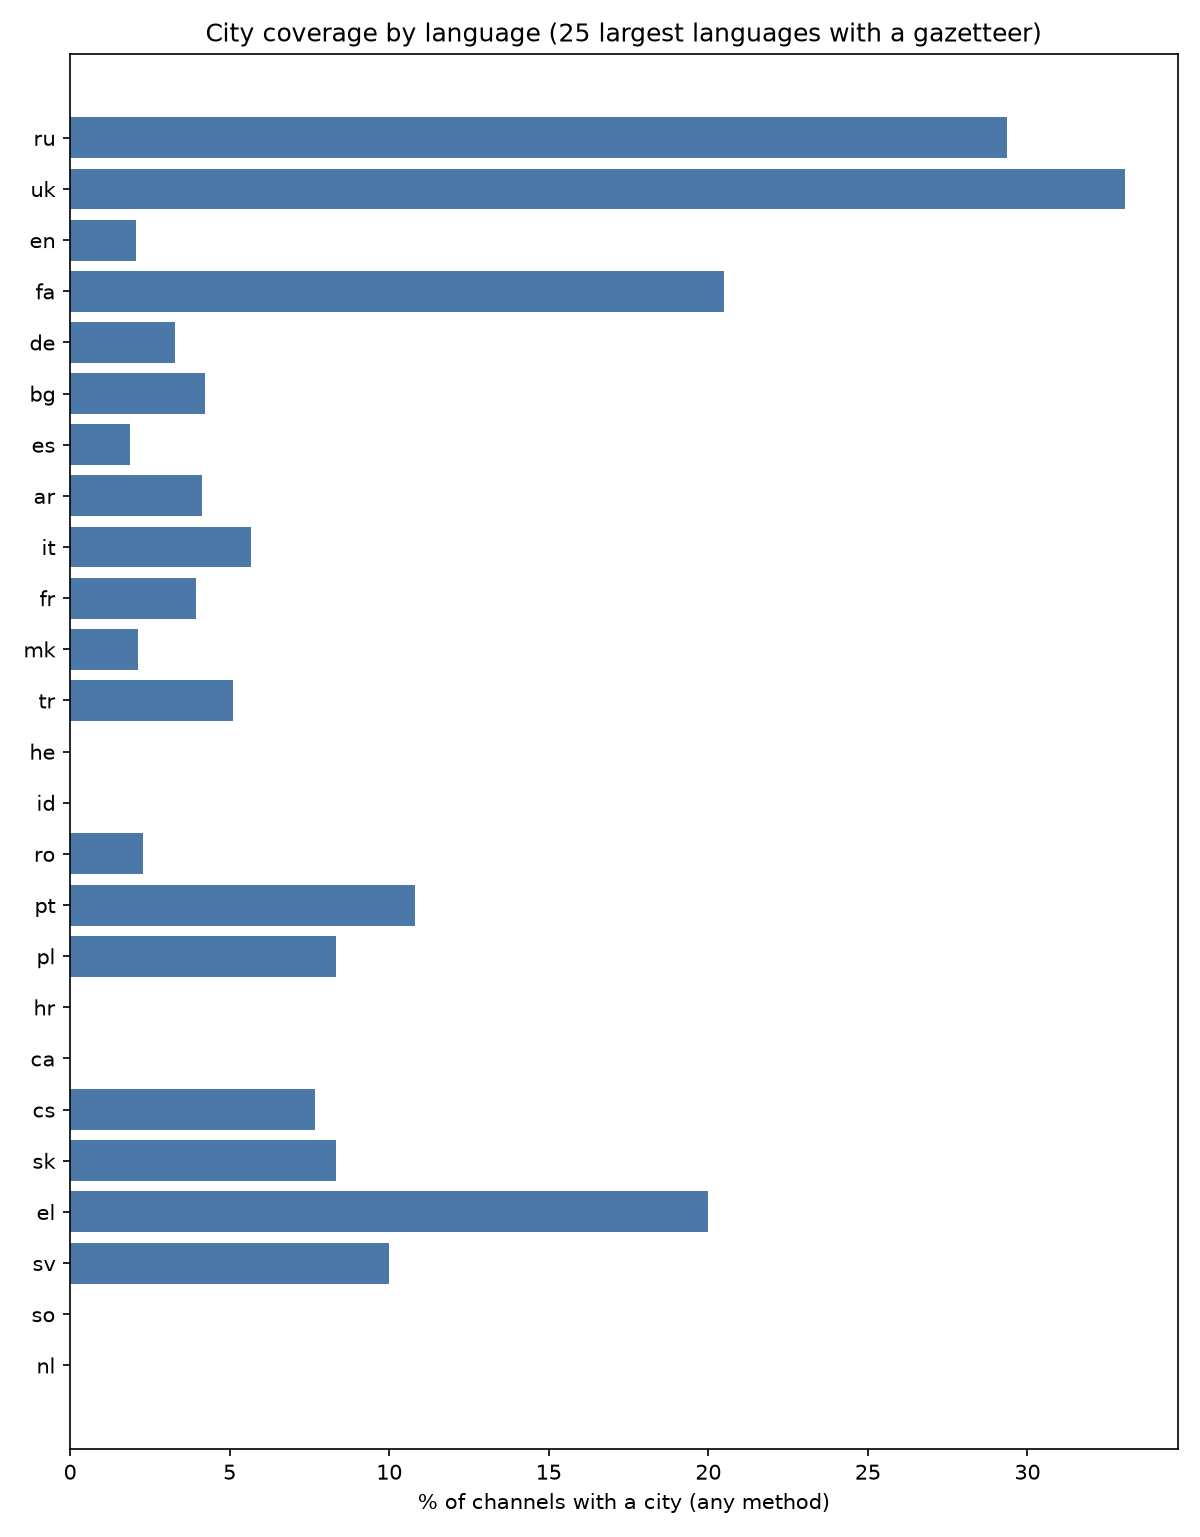 City coverage by language (25 largest languages with a gazetteer)
ru
uk
en
fa
de
bg
es
ar
it
fr
mk
tr
he
id
ro
pt
pl
hr
ca
cs
sk
el
sv
so
nl
0 5 10 15 20 25 30
% of channels with a city (any method)